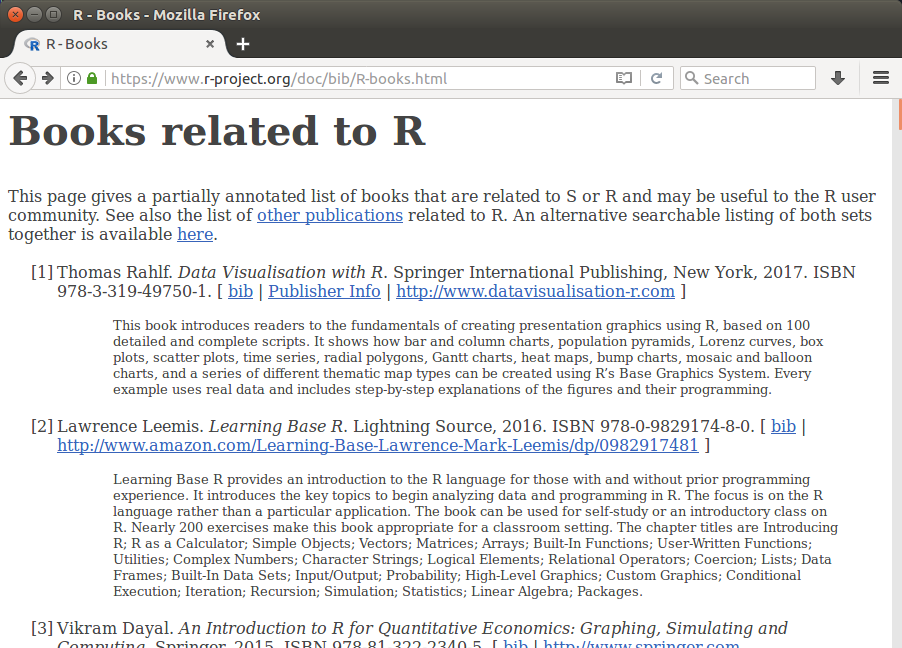 R - Books - Mozilla Firefox
R - Books
https://www.r-project.org/doc/bib/R-books.html
Search
Books related to R
This page gives a partially annotated list of books that are related to S or R and may be useful to the R user
community. See also the list of other publications related to R. An alternative searchable listing of both sets
together is available here.
[1] Thomas Rahlf. Data Visualisation with R. Springer International Publishing, New York, 2017. ISBN
978-3-319-49750-1. [ bib | Publisher Info | http://www.datavisualisation-r.com ]
This book introduces readers to the fundamentals of creating presentation graphics using R, based on 100
detailed and complete scripts. It shows how bar and column charts, population pyramids, Lorenz curves, box
plots, scatter plots, time series, radial polygons, Gantt charts, heat maps, bump charts, mosaic and balloon
charts, and a series of different thematic map types can be created using R’s Base Graphics System. Every
example uses real data and includes step-by-step explanations of the figures and their programming.
[2] Lawrence Leemis. Learning Base R. Lightning Source, 2016. ISBN 978-0-9829174-8-0. [ bib |
http://www.amazon.com/Learning-Base-Lawrence-Mark-Leemis/dp/0982917481 ]
Learning Base R provides an introduction to the R language for those with and without prior programming
experience. It introduces the key topics to begin analyzing data and programming in R. The focus is on the R
language rather than a particular application. The book can be used for self-study or an introductory class on
R. Nearly 200 exercises make this book appropriate for a classroom setting. The chapter titles are Introducing
R; R as a Calculator; Simple Objects; Vectors; Matrices; Arrays; Built-In Functions; User-Written Functions;
Utilities; Complex Numbers; Character Strings; Logical Elements; Relational Operators; Coercion; Lists; Data
Frames; Built-In Data Sets; Input/Output; Probability; High-Level Graphics; Custom Graphics; Conditional
Execution; Iteration; Recursion; Simulation; Statistics; Linear Algebra; Packages.
[3] Vikram Dayal. An Introduction to R for Quantitative Economics: Graphing, Simulating and
Computing. Springer, 2015. ISBN 978-81-322-2340-5. [ bib | http://www.springer.com